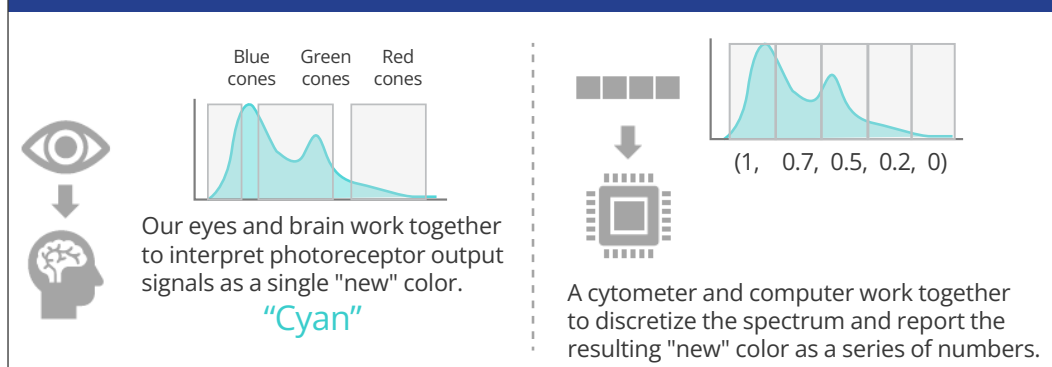 Blue Green Red
cones cones cones
Our eyes and brain work together
to interpret photoreceptor output
signals as a single "new" color.
“Cyan”
(1, 0.7, 0.5, 0.2, 0)
A cytometer and computer work together
to discretize the spectrum and report the
resulting "new" color as a series of numbers.